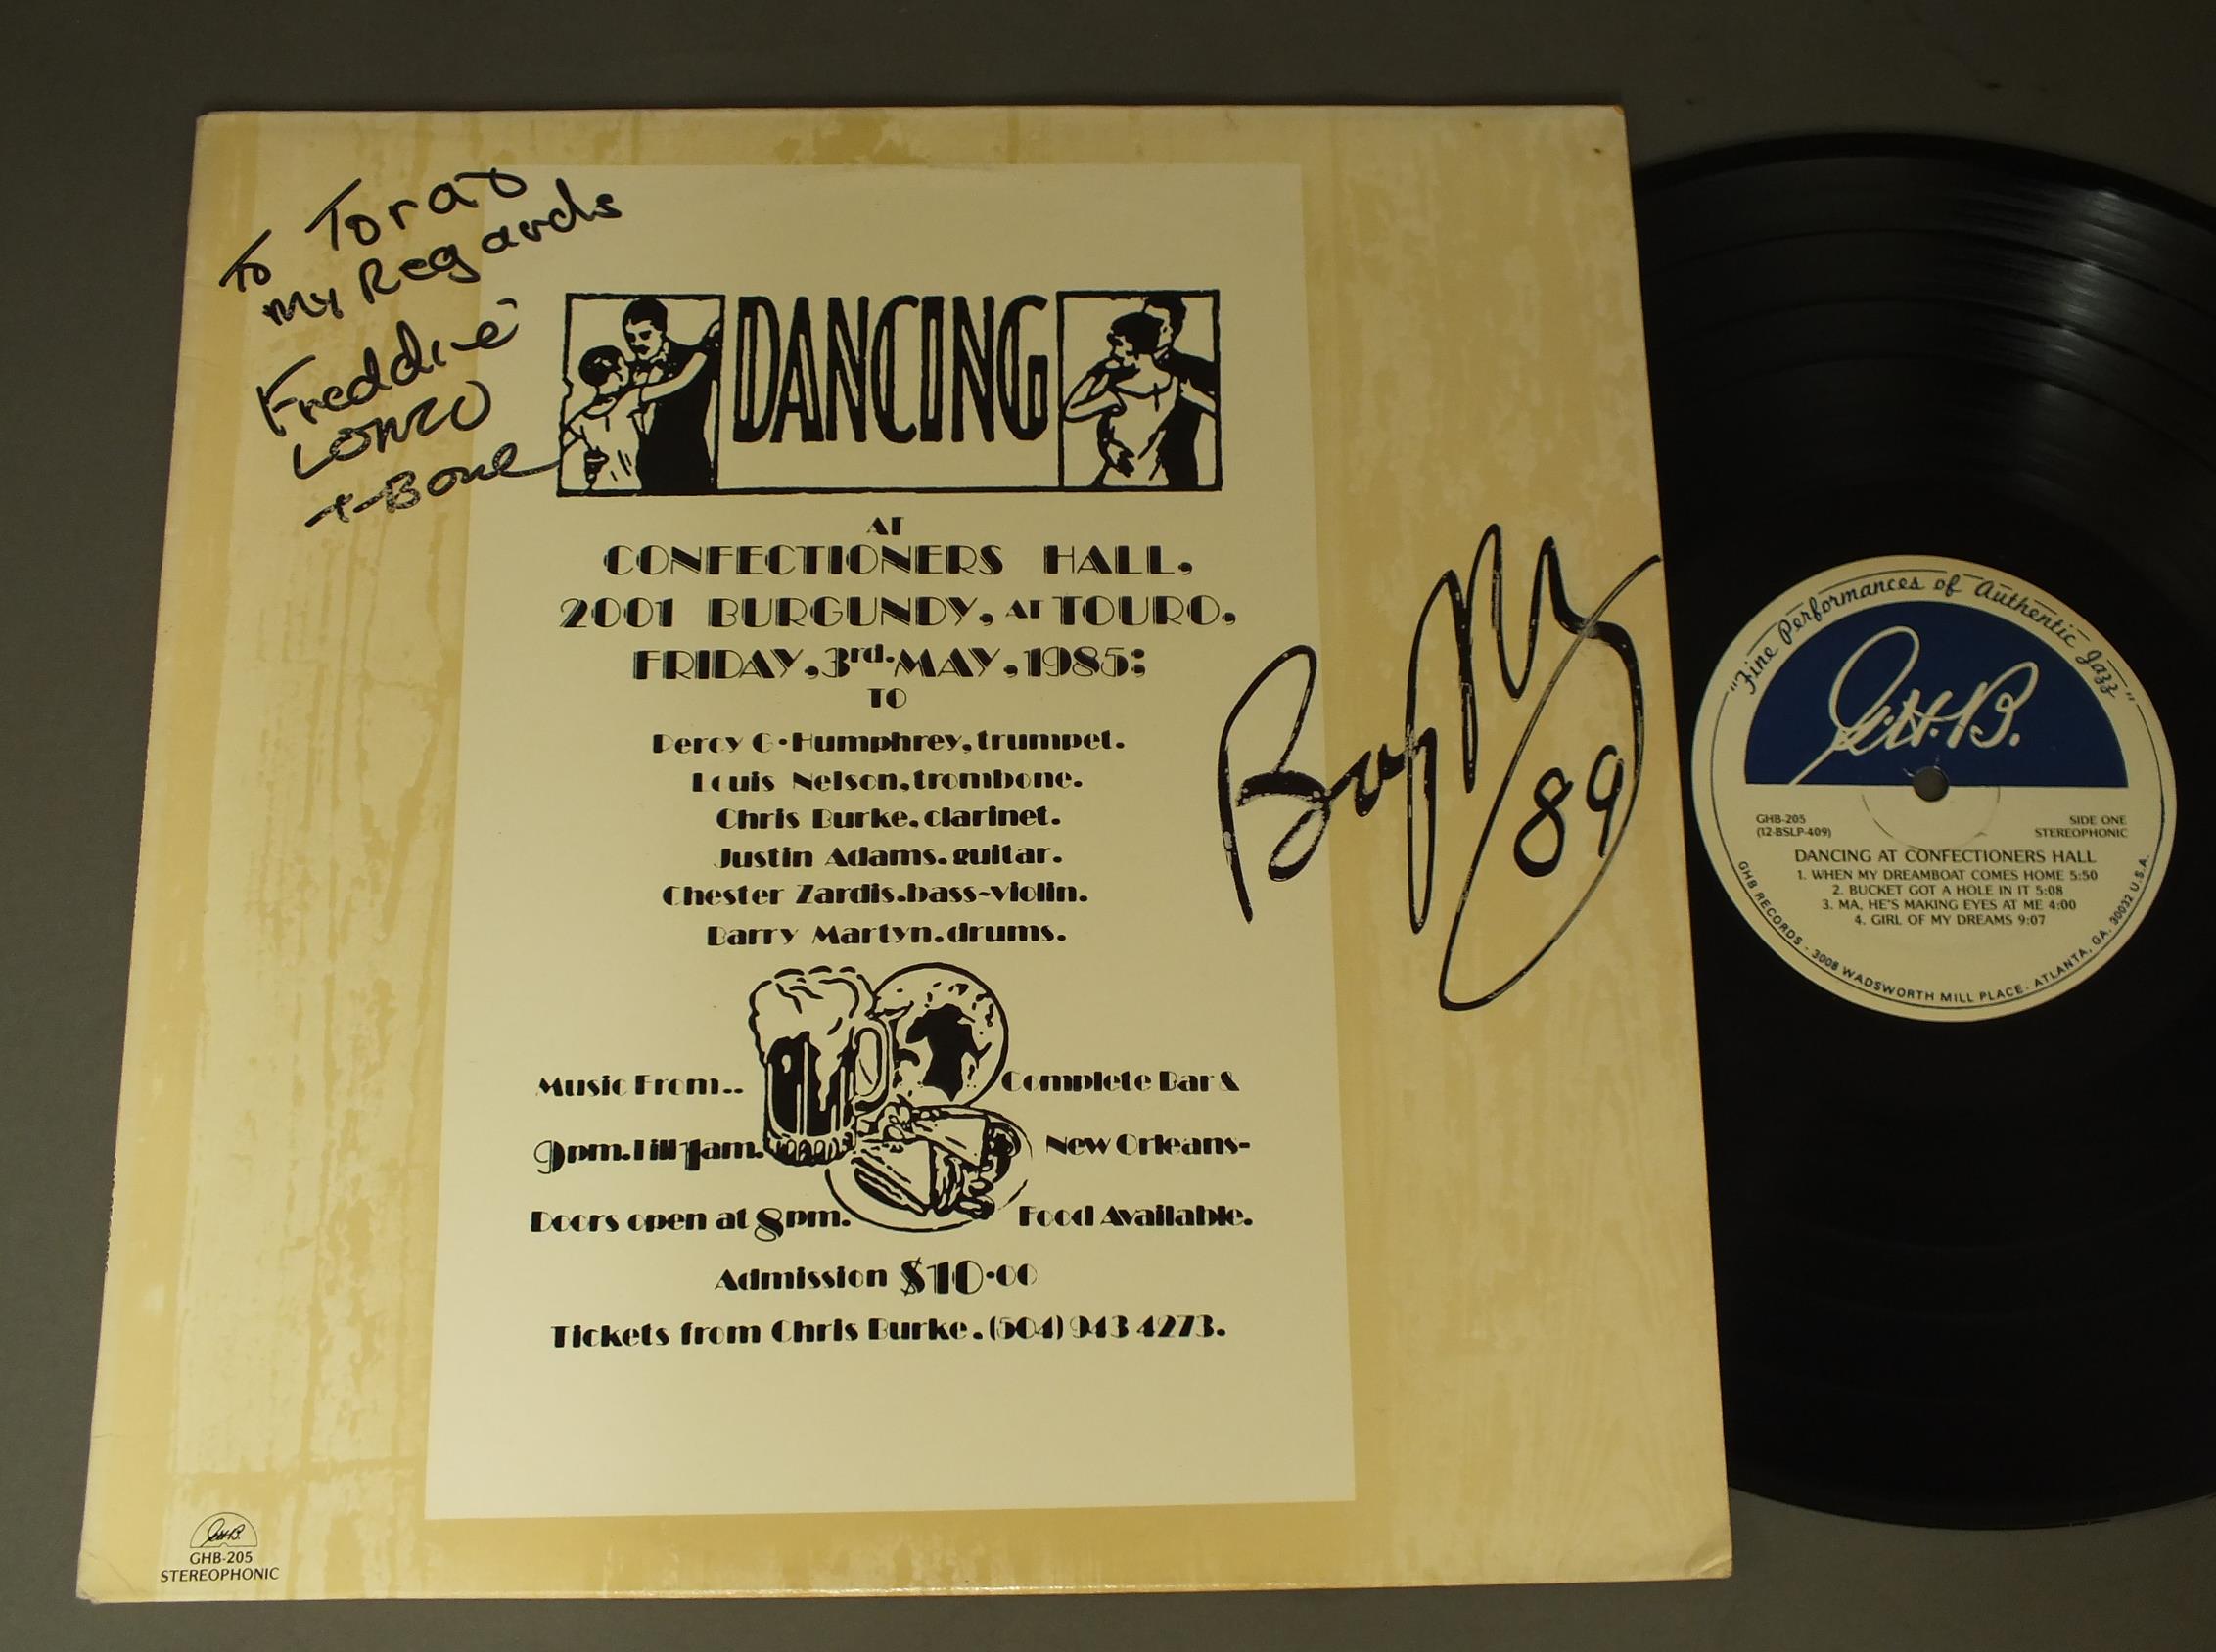 To Torao
My Regards
Freddie
Lonzo
T-Bone
DANCING
AT
CONFECTIONERS HALL,
2001 BURGUNDY, AT TOURO,
FRIDAY, 3rd. MAY, 1985:
TO
Percy G. Humphrey, trumpet.
Louis Nelson, trombone.
Chris Burke, clarinet.
Justin Adams. guitar.
Chester Zardis. bass-violin.
Barry Martyn. drums.
89
Music From..
Complete Bar &
9pm. Till 1am.
New Orleans-
Doors open at 8pm.
Food Available.
Admission $10.00
Tickets from Chris Burke. (504) 943 4273.
G.H.B.
GHB-205
STEREOPHONIC
"Fine Performances of Authentic Jazz"
G.H.B.
GHB-205
(12-BSLP-409)
SIDE ONE
STEREOPHONIC
DANCING AT CONFECTIONERS HALL
1. WHEN MY DREAMBOAT COMES HOME 5:50
2. BUCKET GOT A HOLE IN IT 5:08
3. MA, HE'S MAKING EYES AT ME 4:00
4. GIRL OF MY DREAMS 9:07
GHB RECORDS · 3008 WADSWORTH MILL PLACE · ATLANTA, GA. 30032 U.S.A.